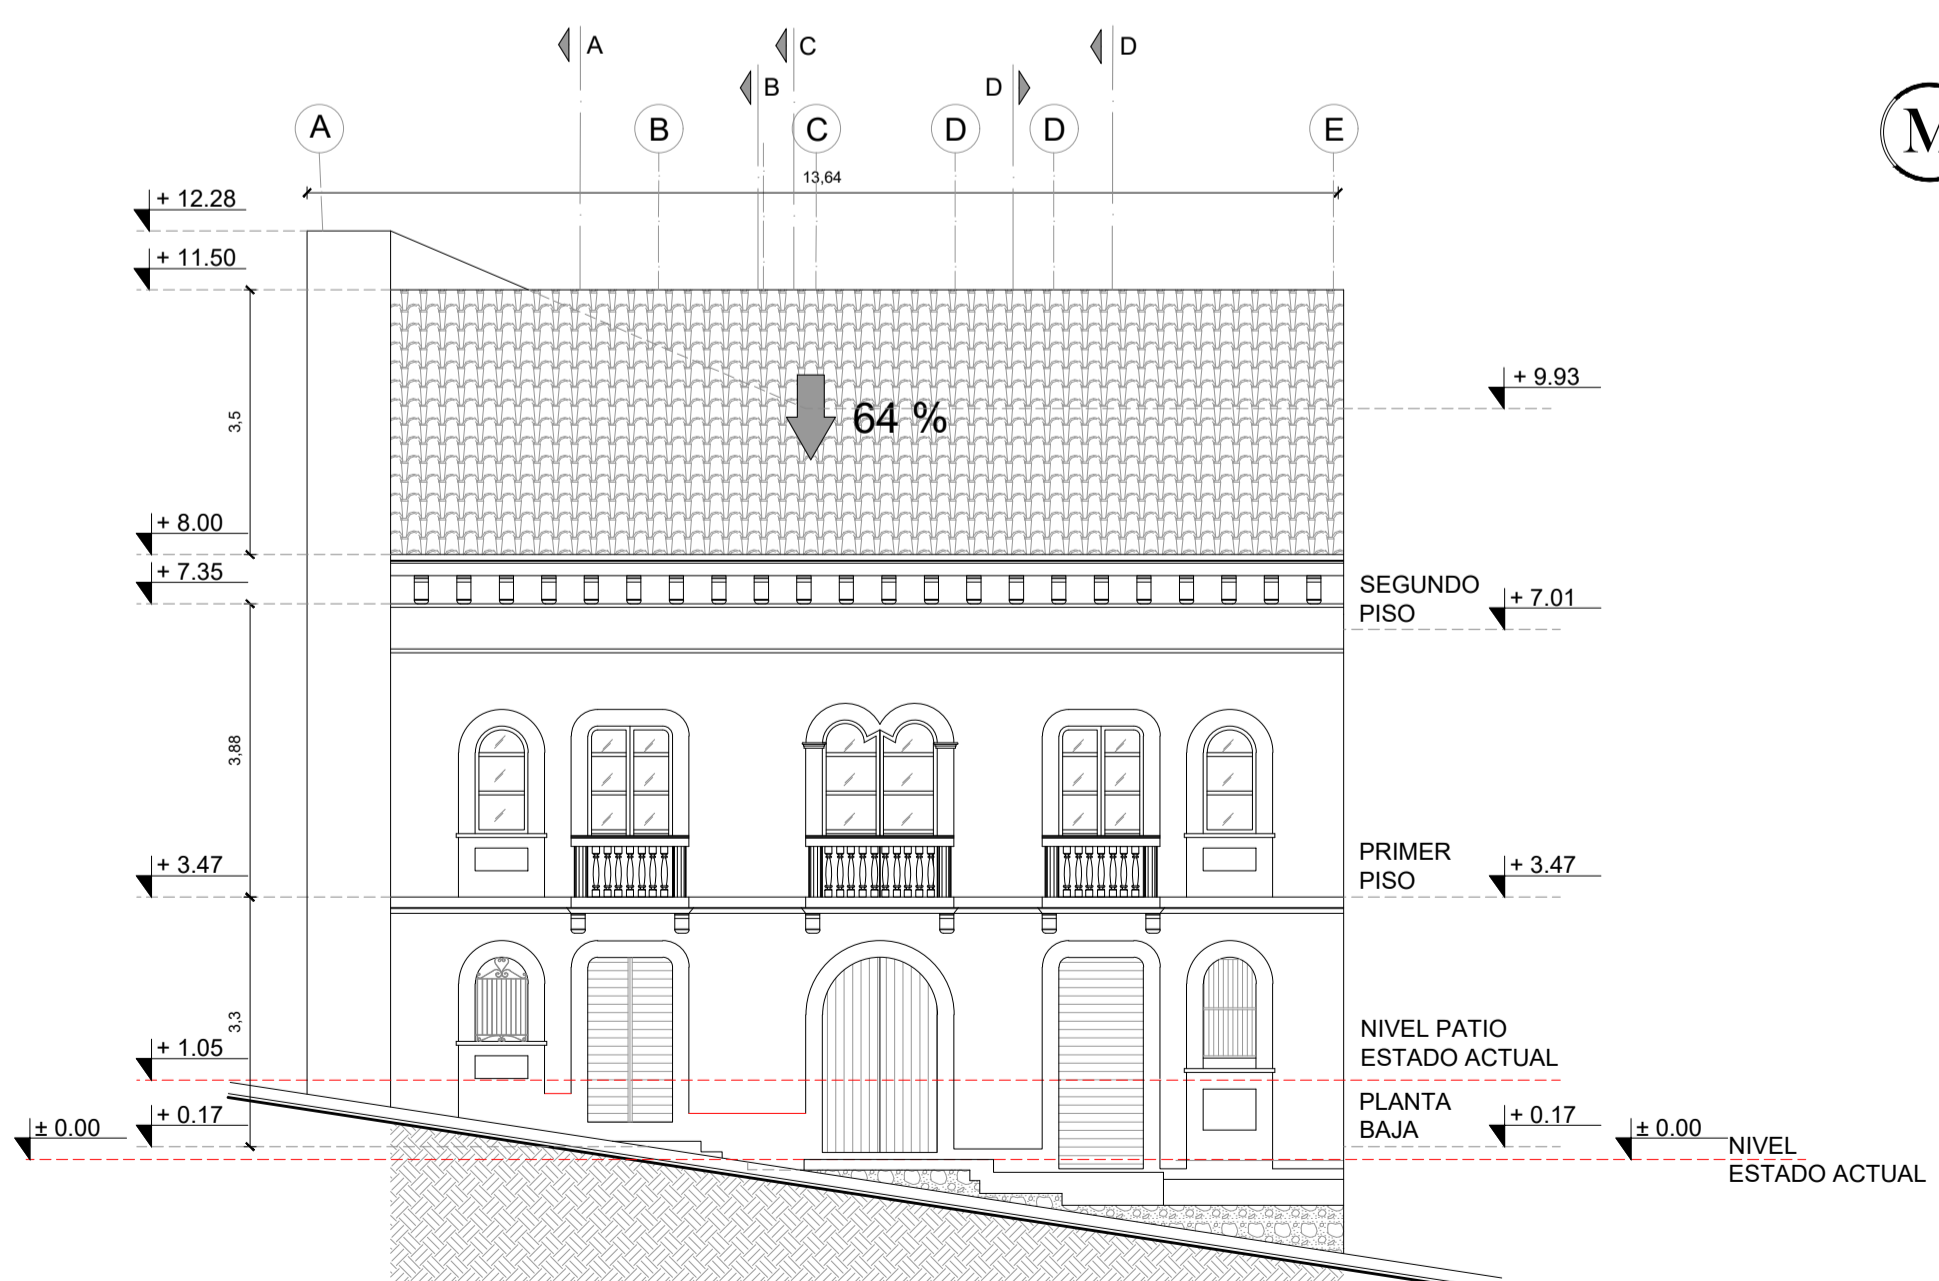 A
C
D
B
D
A
B
C
D
D
E
M
13,64
+ 12.28
+ 11.50
+ 9.93
3,5
64 %
+ 8.00
+ 7.35
SEGUNDO
PISO
+ 7.01
3,88
PRIMER
PISO
+ 3.47
+ 3.47
3,3
NIVEL PATIO
ESTADO ACTUAL
+ 1.05
PLANTA
BAJA
+ 0.17
+ 0.17
± 0.00
± 0.00
NIVEL
ESTADO ACTUAL